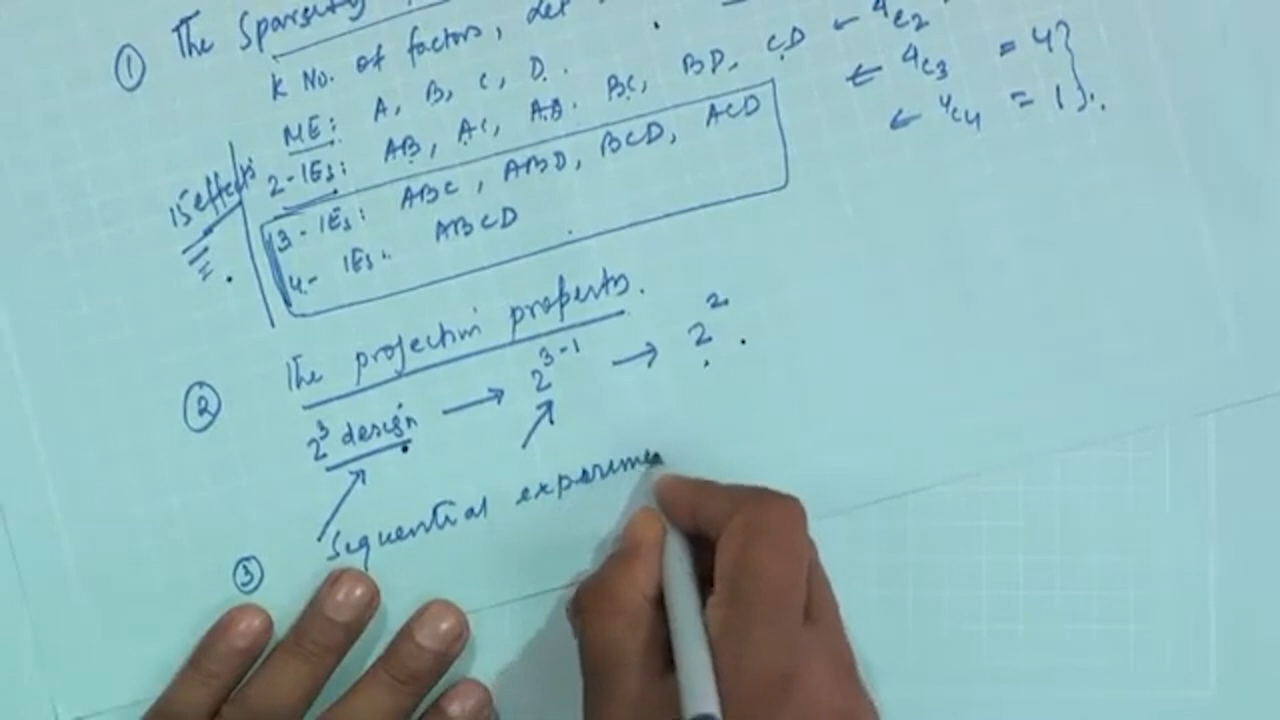 ① The Sparsity
K No. of factors, Let
ME: A, B, C, D.
2-IEs: AB, AC, AD. BC, BD, CD ← 4c2
3-IEs: ABC, ABD, BCD, ACD ← 4c3 = 4
4-IEs. ABCD ← 4c4 = 1
15 effects
② The projection property.
2^3 design → 2^3-1 → 2^2
③ Sequential experime